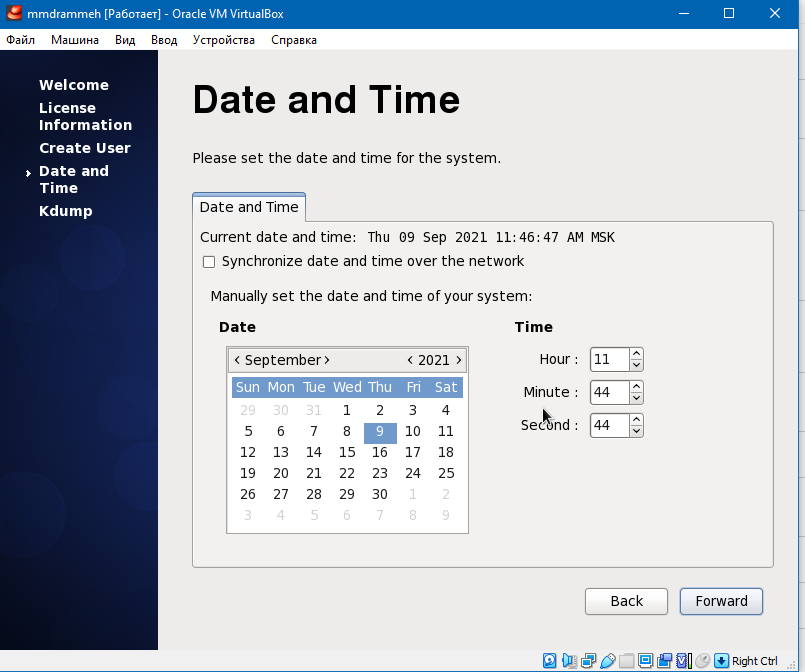 mmdrammeh [Работает] - Oracle VM VirtualBox
Файл Машина Вид Ввод Устройства Справка
Welcome
License
Information
Create User
Date and
Time
Kdump
Date and Time
Please set the date and time for the system.
Date and Time
Current date and time: Thu 09 Sep 2021 11:46:47 AM MSK
Synchronize date and time over the network
Manually set the date and time of your system:
Date
September 2021
Sun Mon Tue Wed Thu Fri Sat
29 30 31 1 2 3 4
5 6 7 8 9 10 11
12 13 14 15 16 17 18
19 20 21 22 23 24 25
26 27 28 29 30 1 2
3 4 5 6 7 8 9
Time
Hour : 11
Minute : 44
Second : 44
Back Forward
Right Ctrl